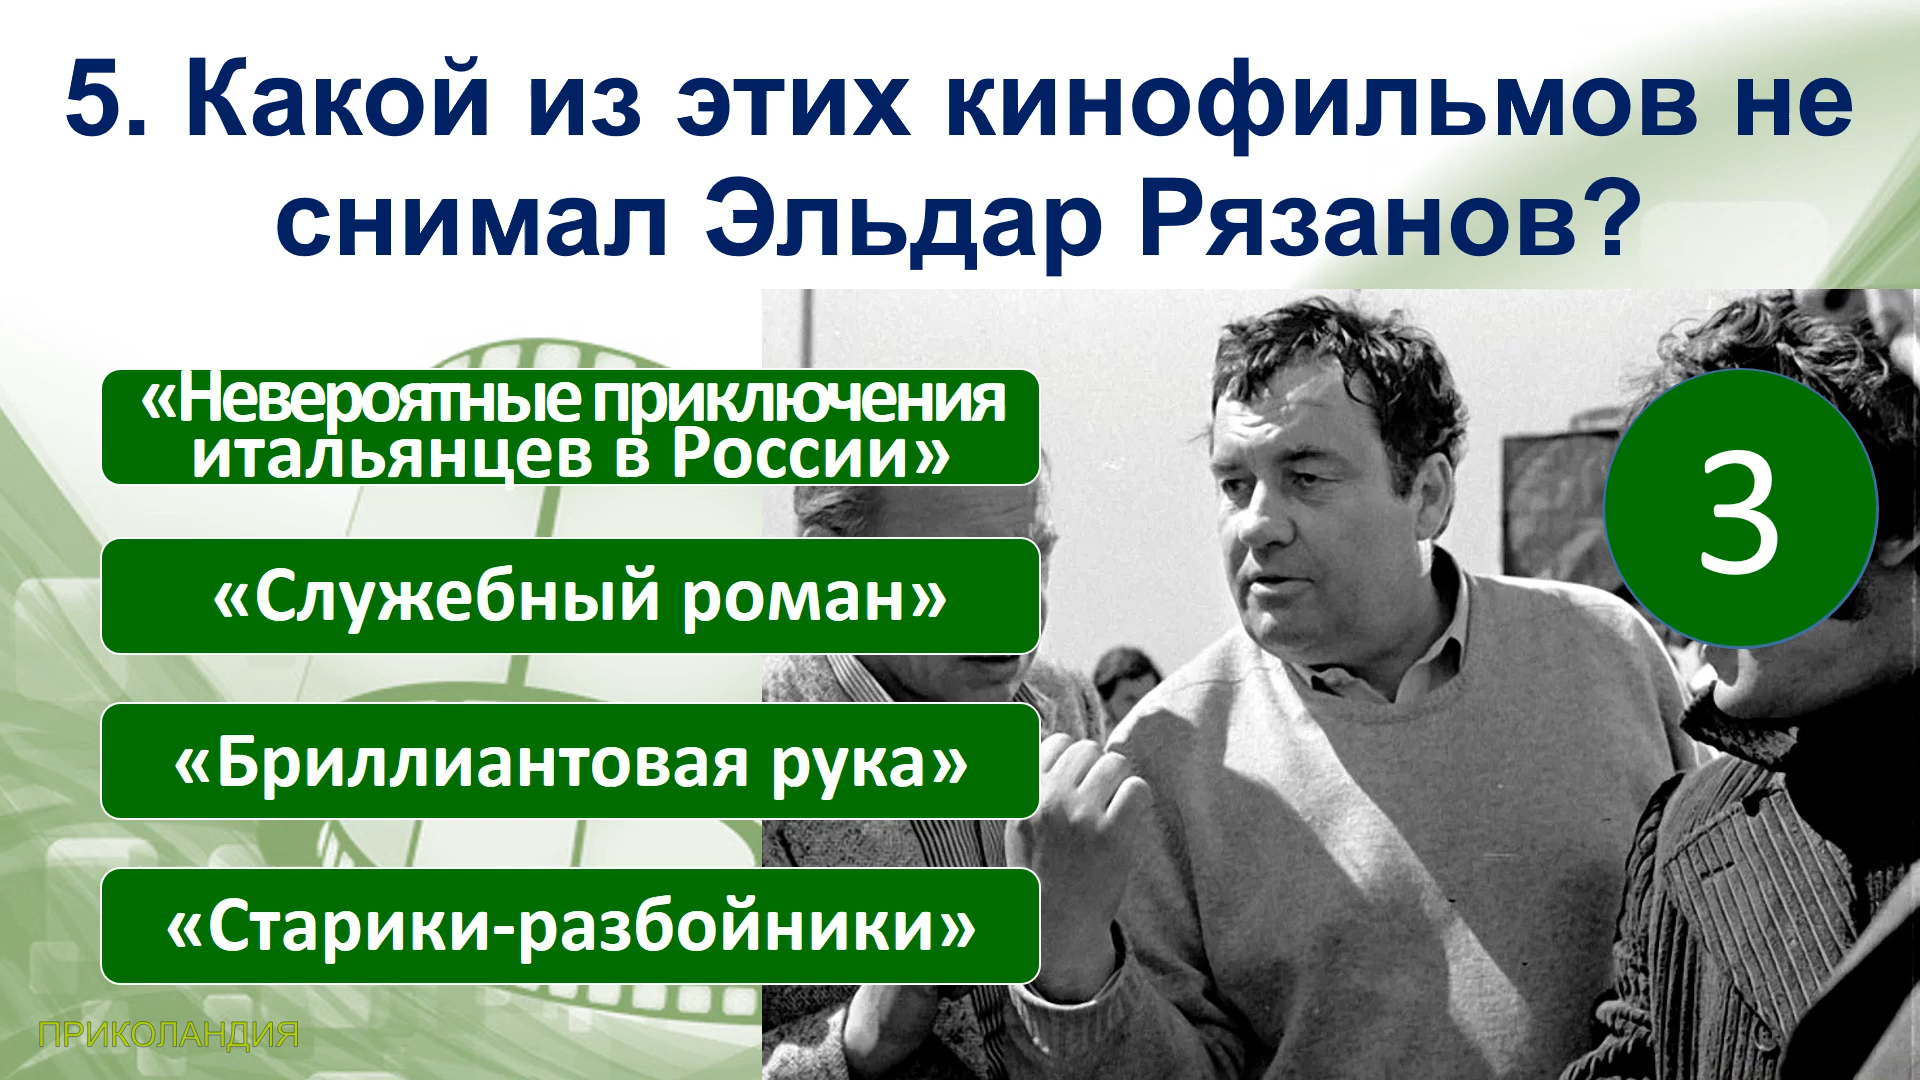 5. Какой из этих кинофильмов не
снимал Эльдар Рязанов?
«Невероятные приключения
итальянцев в России»
3
«Служебный роман»
«Бриллиантовая рука»
«Старики-разбойники»
ПРИКОЛАНДИЯ